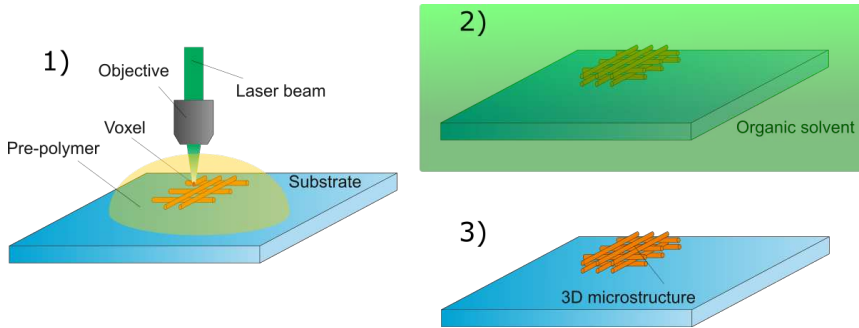 1)
Objective
Laser beam
Voxel
Pre-polymer
Substrate
2)
Organic solvent
3)
3D microstructure